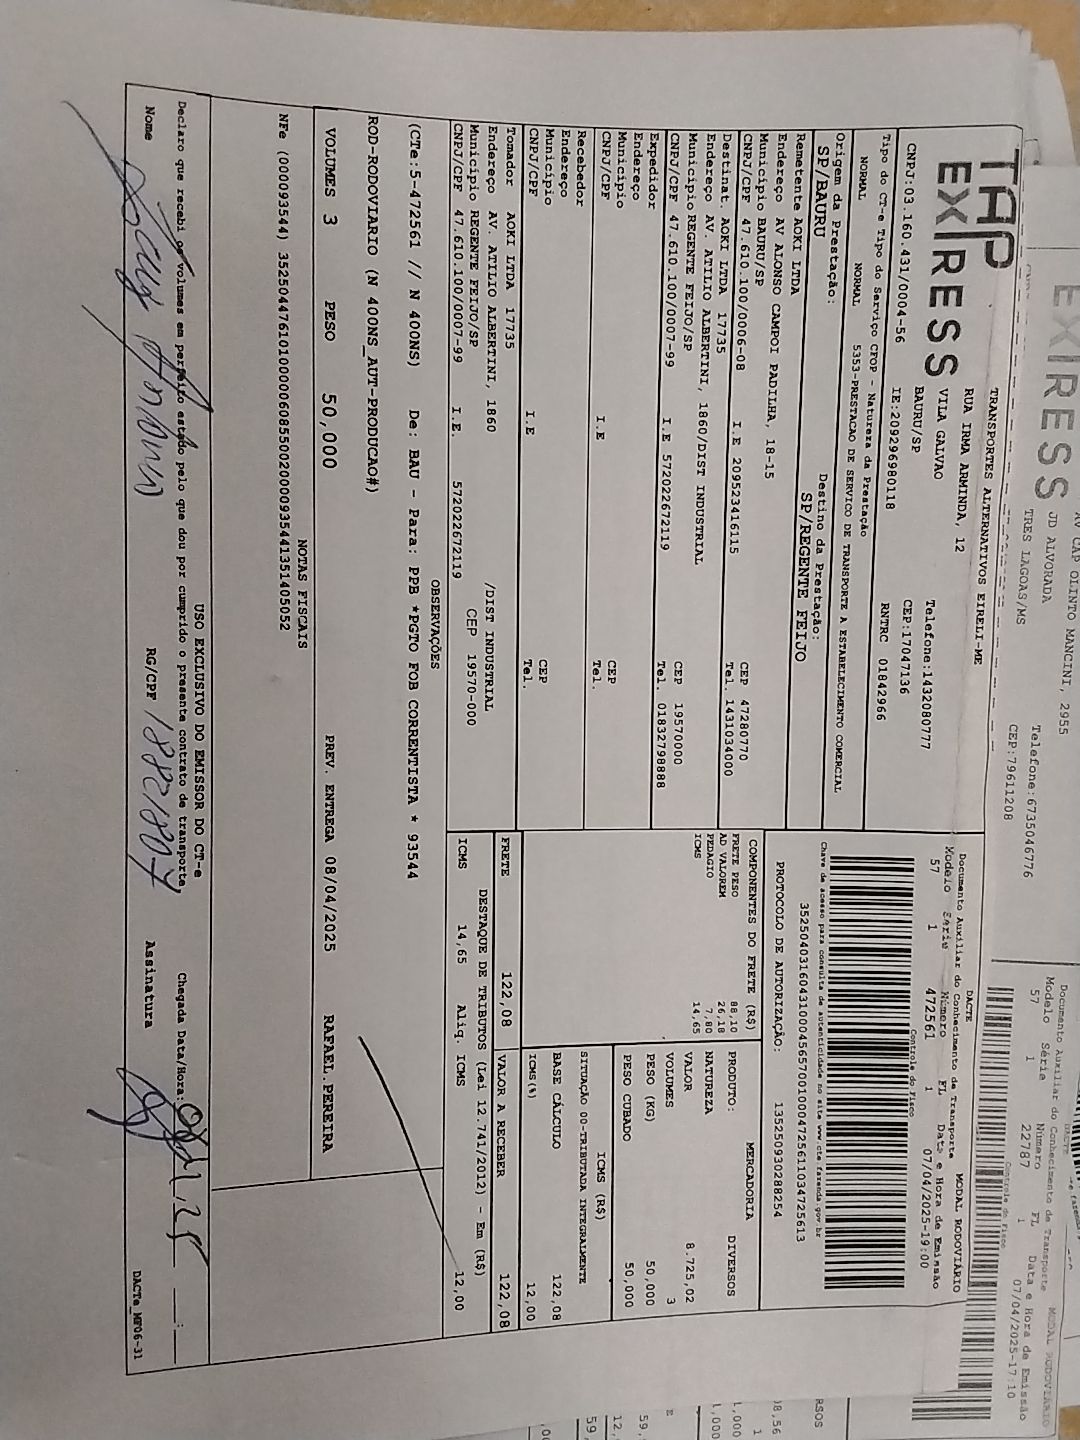 TAP
EXPRESS
TRANSPORTES ALTERNATIVOS EIRELI-ME
RUA IRMA ARMINDA, 12
VILA GALVAO
BAURU/SP
Telefone:1432080777
CEP:17047136
CNPJ:03.160.431/0004-56
IE:209296980118
RNTRC 01842966
DACTE
Documento Auxiliar do Conhecimento de Transporte
MODAL RODOVIÁRIO
Modelo Série Número FL Data e Hora de Emissão
57 1 472561 1 07/04/2025-19:00
Controle do Fisco
Chave de acesso para consulta de autenticidade no site www.cte.fazenda.gov.br
35250403160431000456570010004725611034725613
PROTOCOLO DE AUTORIZAÇÃO: 135250930288254
Tipo do CT-e Tipo do Serviço CFOP - Natureza da Prestação
NORMAL NORMAL 5353-PRESTACAO DE SERVICO DE TRANSPORTE A ESTABELECIMENTO COMERCIAL
Origem da Prestação: Destino da Prestação:
SP/BAURU SP/REGENTE FEIJO
Remetente AOKI LTDA
Endereço AV ALONSO CAMPOI PADILHA, 18-15
Município BAURU/SP CEP 47280770
CNPJ/CPF 47.610.100/0006-08 I.E 209523416115 Tel. 1431034000
Destinat. AOKI LTDA 17735
Endereço AV. ATILIO ALBERTINI, 1860/DIST INDUSTRIAL
Município REGENTE FEIJO/SP CEP 19570000
CNPJ/CPF 47.610.100/0007-99 I.E 572022672119 Tel. 01832798888
Expedidor
Endereço
Município CEP
CNPJ/CPF I.E Tel.
Recebedor
Endereço
Município CEP
CNPJ/CPF I.E Tel.
Tomador AOKI LTDA 17735
Endereço AV. ATILIO ALBERTINI, 1860 /DIST INDUSTRIAL
Município REGENTE FEIJO/SP CEP 19570-000
CNPJ/CPF 47.610.100/0007-99 I.E. 572022672119
COMPONENTES DO FRETE (R$)
FRETE PESO 88,10
AD VALOREM 26,18
PEDAGIO 7,80
ICMS 14,65
MERCADORIA
PRODUTO: DIVERSOS
NATUREZA
VALOR 8.725,02
VOLUMES 3
PESO (KG) 50,000
PESO CUBADO 50,000
ICMS (R$)
SITUAÇÃO 00-TRIBUTADA INTEGRALMENTE
BASE CÁLCULO 122,08
ICMS(%) 12,00
FRETE 122,08 VALOR A RECEBER 122,08
DESTAQUE DE TRIBUTOS (Lei 12.741/2012) - Em (R$)
ICMS 14,65 Aliq. ICMS 12,00
OBSERVAÇÕES
(CTe:5-472561 // N 400NS) De: BAU - Para: PPB *PGTO FOB CORRENTISTA * 93544
ROD-RODOVIARIO (N 400NS_AUT-PRODUCAO#)
VOLUMES 3 PESO 50,000 PREV. ENTREGA 08/04/2025 RAFAEL.PEREIRA
NOTAS FISCAIS
NFe (000093544) 35250447610100000608550020000935441351405052
USO EXCLUSIVO DO EMISSOR DO CT-e
Declaro que recebi os volumes em perfeito estado pelo que dou por cumprido o presente contrato de transporte,
Chegada Data/Hora:
Nome RG/CPF Assinatura
DACTe_MP06-31
EXPRESS
AV CAP OLINTO MANCINI, 2955
JD ALVORADA
TRES LAGOAS/MS
Telefone:6735046776
CEP:79611208
DACTE
Documento Auxiliar do Conhecimento de Transporte
MODAL RODOVIÁRIO
Modelo Série Número FL Data e Hora de Emissão
57 1 22787 1 07/04/2025-17:10
Controle do Fisco